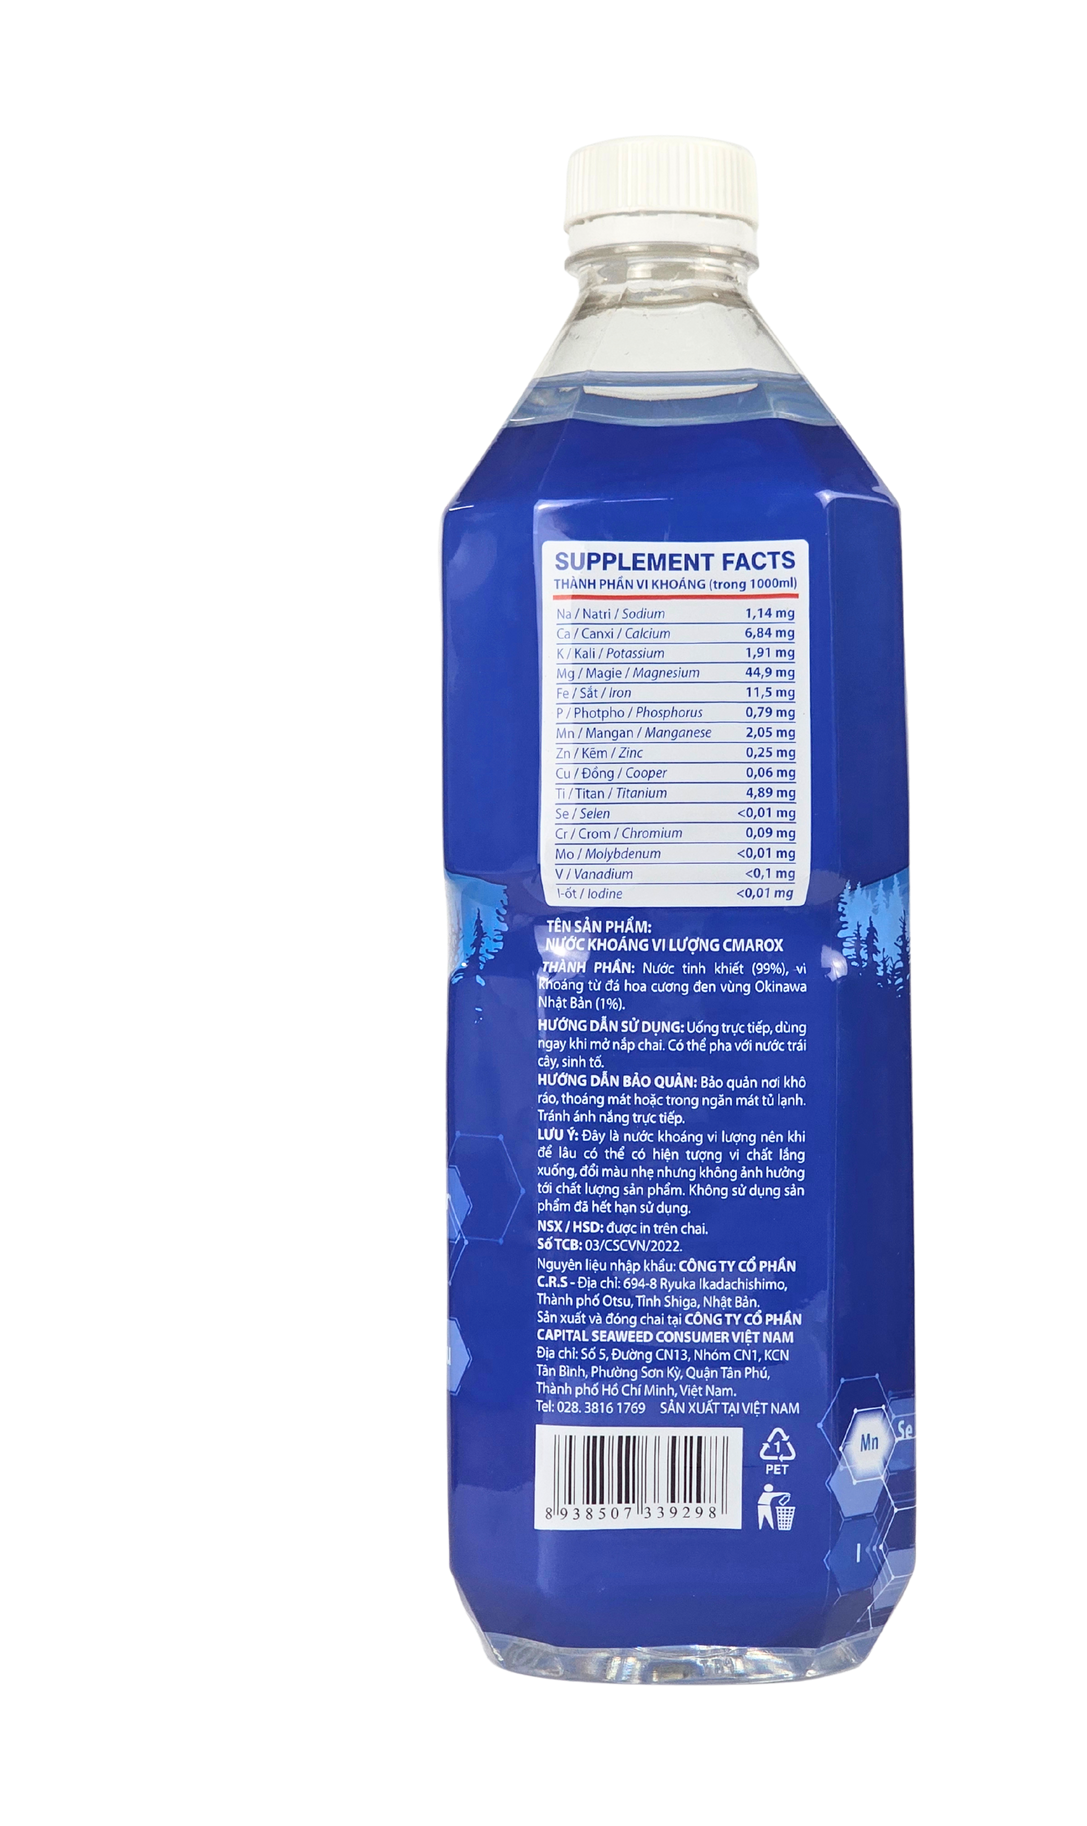 SUPPLEMENT FACTS
THÀNH PHẦN VI KHOÁNG (trong 1000ml)
Na / Natri / Sodium 1,14 mg
Ca / Canxi / Calcium 6,84 mg
K / Kali / Potassium 1,91 mg
Mg / Magie / Magnesium 44,9 mg
Fe / Sắt / Iron 11,5 mg
P / Photpho / Phosphorus 0,79 mg
Mn / Mangan / Manganese 2,05 mg
Zn / Kẽm / Zinc 0,25 mg
Cu / Đồng / Cooper 0,06 mg
Ti / Titan / Titanium 4,89 mg
Se / Selen <0,01 mg
Cr / Crom / Chromium 0,09 mg
Mo / Molybdenum <0,01 mg
V / Vanadium <0,1 mg
I-ốt / Iodine <0,01 mg
TÊN SẢN PHẨM:
NƯỚC KHOÁNG VI LƯỢNG CMAROX
THÀNH PHẦN: Nước tinh khiết (99%), vi
khoáng từ đá hoa cương đen vùng Okinawa
Nhật Bản (1%).
HƯỚNG DẪN SỬ DỤNG: Uống trực tiếp, dùng
ngay khi mở nắp chai. Có thể pha với nước trái
cây, sinh tố.
HƯỚNG DẪN BẢO QUẢN: Bảo quản nơi khô
ráo, thoáng mát hoặc trong ngăn mát tủ lạnh.
Tránh ánh nắng trực tiếp.
LƯU Ý: Đây là nước khoáng vi lượng nên khi
để lâu có thể có hiện tượng vi chất lắng
xuống, đổi màu nhẹ nhưng không ảnh hưởng
tới chất lượng sản phẩm. Không sử dụng sản
phẩm đã hết hạn sử dụng.
NSX / HSD: được in trên chai.
Số TCB: 03/CSCVN/2022.
Nguyên liệu nhập khẩu: CÔNG TY CỔ PHẦN
C.R.S - Địa chỉ: 694-8 Ryuka Ikadachishimo,
Thành phố Otsu, Tỉnh Shiga, Nhật Bản.
Sản xuất và đóng chai tại CÔNG TY CỔ PHẦN
CAPITAL SEAWEED CONSUMER VIỆT NAM
Địa chỉ: Số 5, Đường CN13, Nhóm CN1, KCN
Tân Bình, Phường Sơn Kỳ, Quận Tân Phú,
Thành phố Hồ Chí Minh, Việt Nam.
Tel: 028. 3816 1769 SẢN XUẤT TẠI VIỆT NAM
1
PET
8 938507 339298
Mn
Se
I